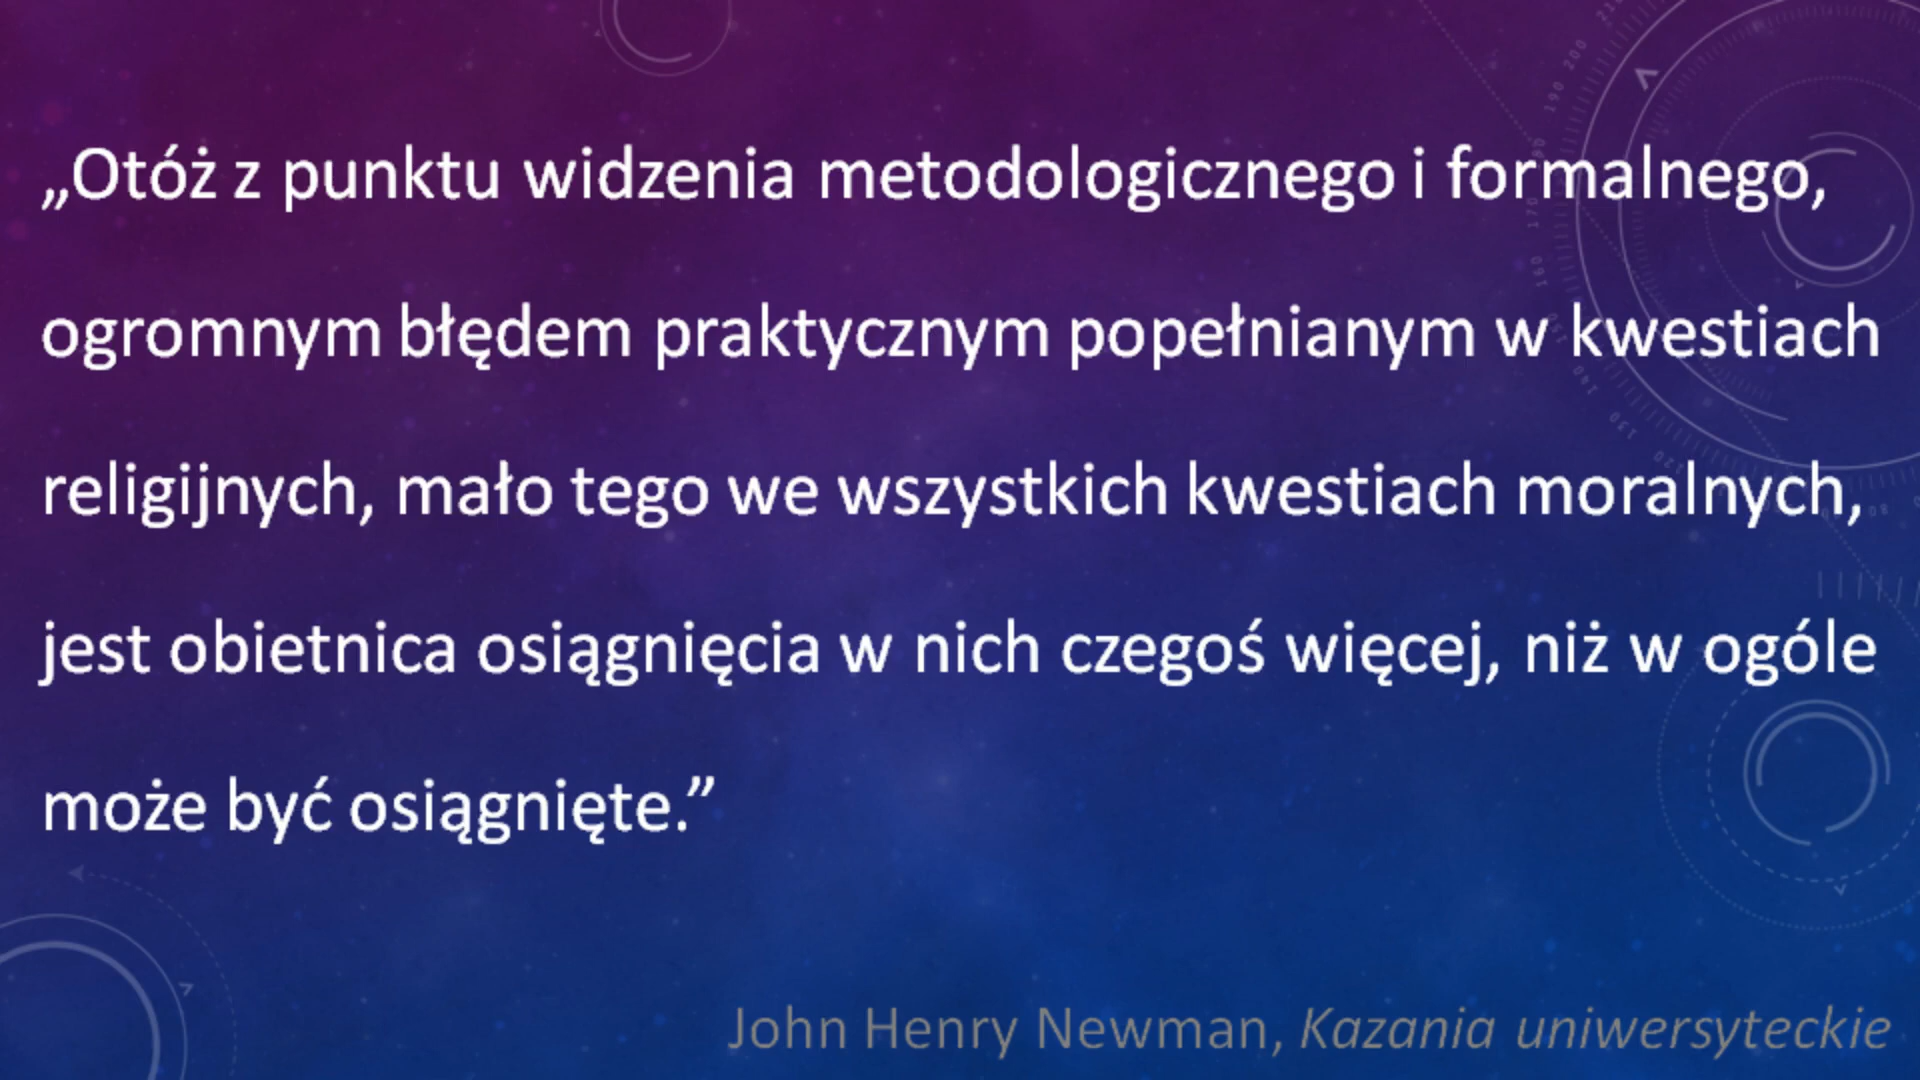 „Otóż z punktu widzenia metodologicznego i formalnego,
ogromnym błędem praktycznym popełnianym w kwestiach
religijnych, mało tego we wszystkich kwestiach moralnych,
jest obietnica osiągnięcia w nich czegoś więcej, niż w ogóle
może być osiągnięte.”
John Henry Newman, Kazania uniwersyteckie